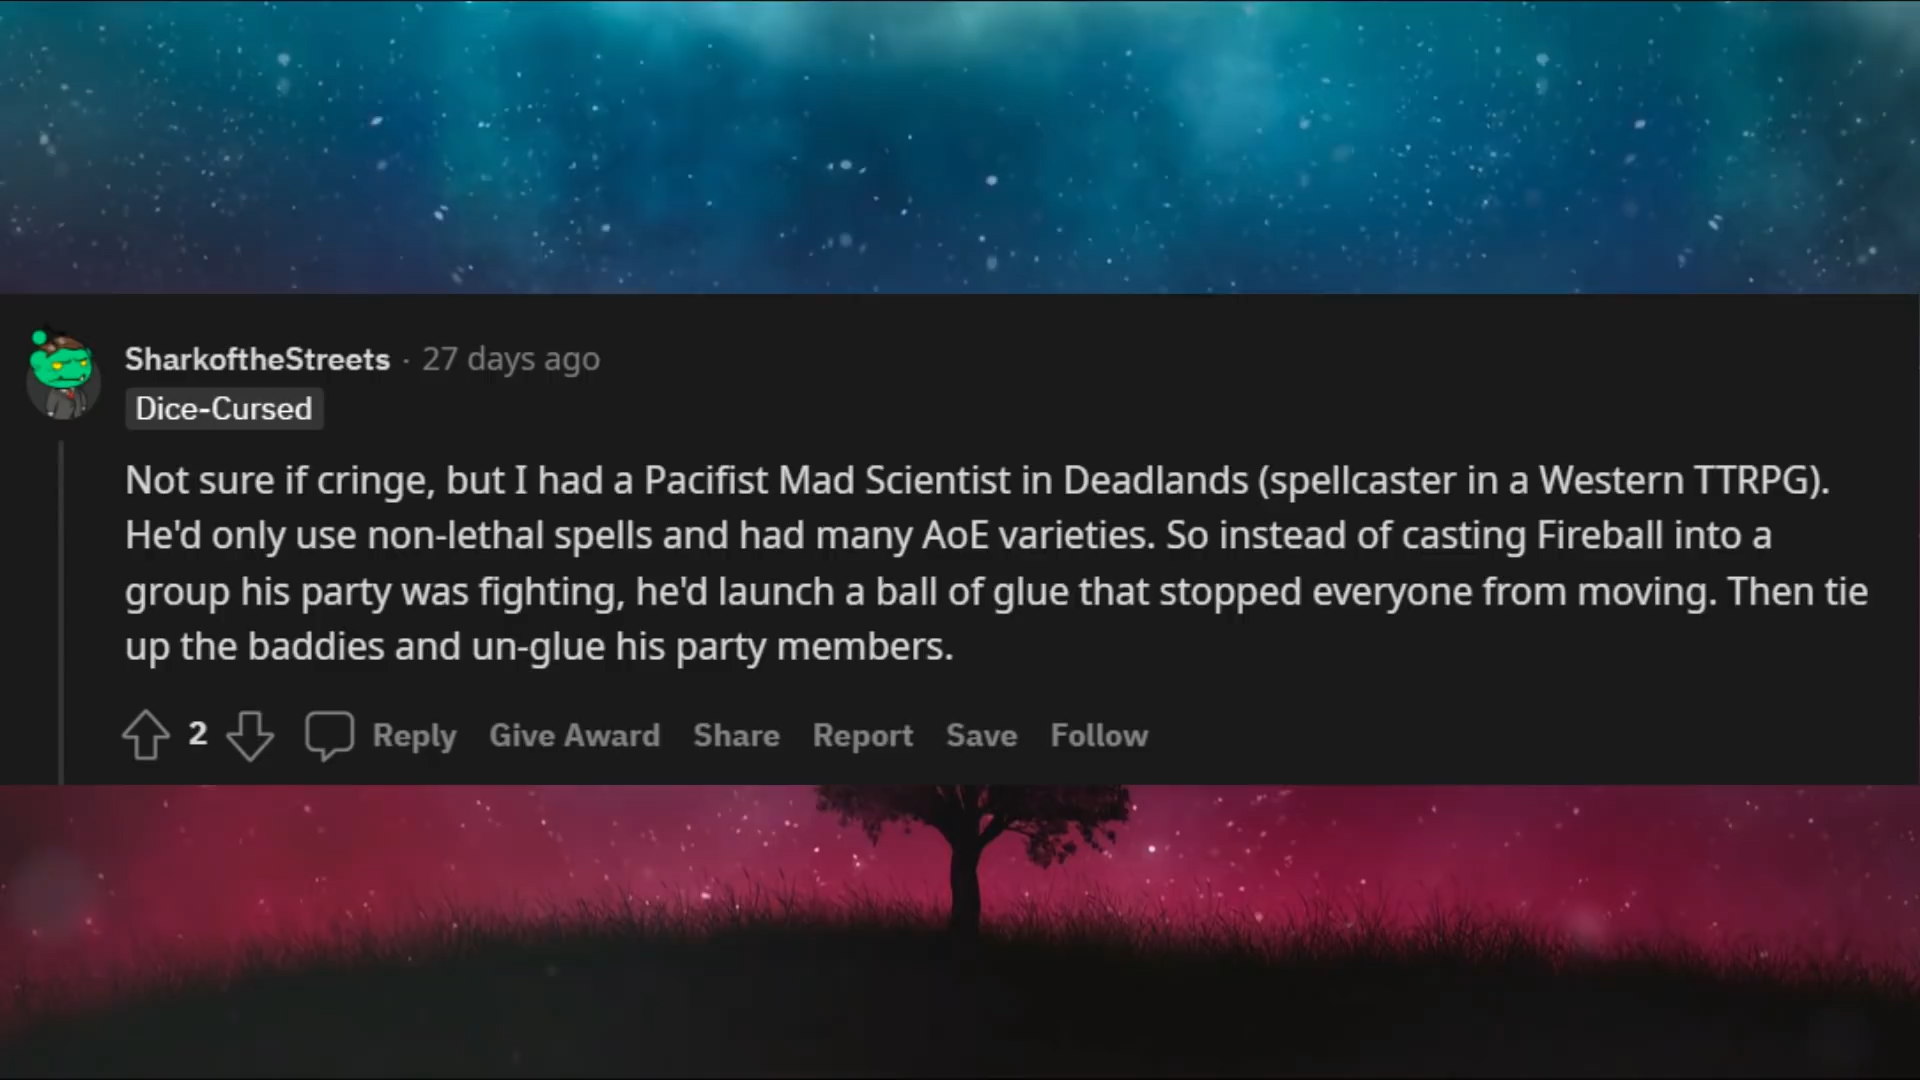 SharkoftheStreets · 27 days ago
Dice-Cursed
Not sure if cringe, but I had a Pacifist Mad Scientist in Deadlands (spellcaster in a Western TTRPG).
He'd only use non-lethal spells and had many AoE varieties. So instead of casting Fireball into a
group his party was fighting, he'd launch a ball of glue that stopped everyone from moving. Then tie
up the baddies and un-glue his party members.
2 Reply Give Award Share Report Save Follow